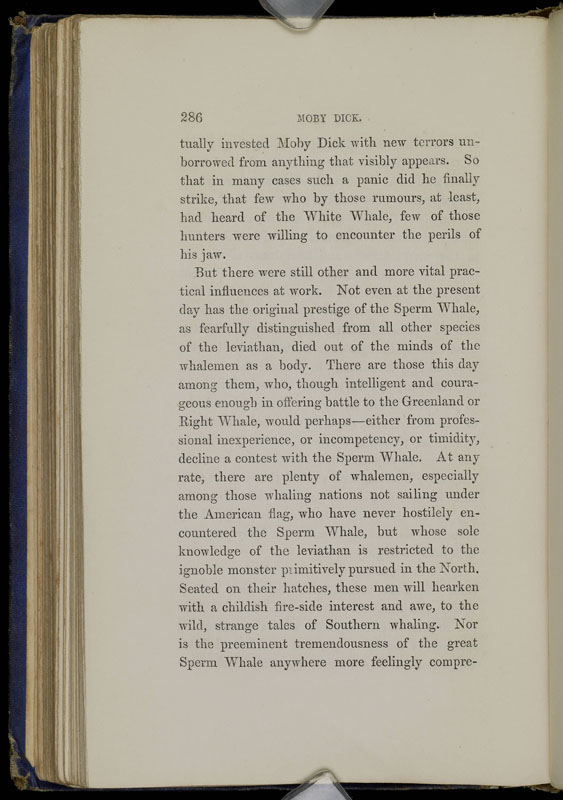 286 MOBY DICK.
tually invested Moby Dick with new terrors un-
borrowed from anything that visibly appears. So
that in many cases such a panic did he finally
strike, that few who by those rumours, at least,
had heard of the White Whale, few of those
hunters were willing to encounter the perils of
his jaw.
But there were still other and more vital prac-
tical influences at work. Not even at the present
day has the original prestige of the Sperm Whale,
as fearfully distinguished from all other species
of the leviathan, died out of the minds of the
whalemen as a body. There are those this day
among them, who, though intelligent and coura-
geous enough in offering battle to the Greenland or
Right Whale, would perhaps—either from profes-
sional inexperience, or incompetency, or timidity,
decline a contest with the Sperm Whale. At any
rate, there are plenty of whalemen, especially
among those whaling nations not sailing under
the American flag, who have never hostilely en-
countered the Sperm Whale, but whose sole
knowledge of the leviathan is restricted to the
ignoble monster primitively pursued in the North.
Seated on their hatches, these men will hearken
with a childish fire-side interest and awe, to the
wild, strange tales of Southern whaling. Nor
is the preeminent tremendousness of the great
Sperm Whale anywhere more feelingly compre-